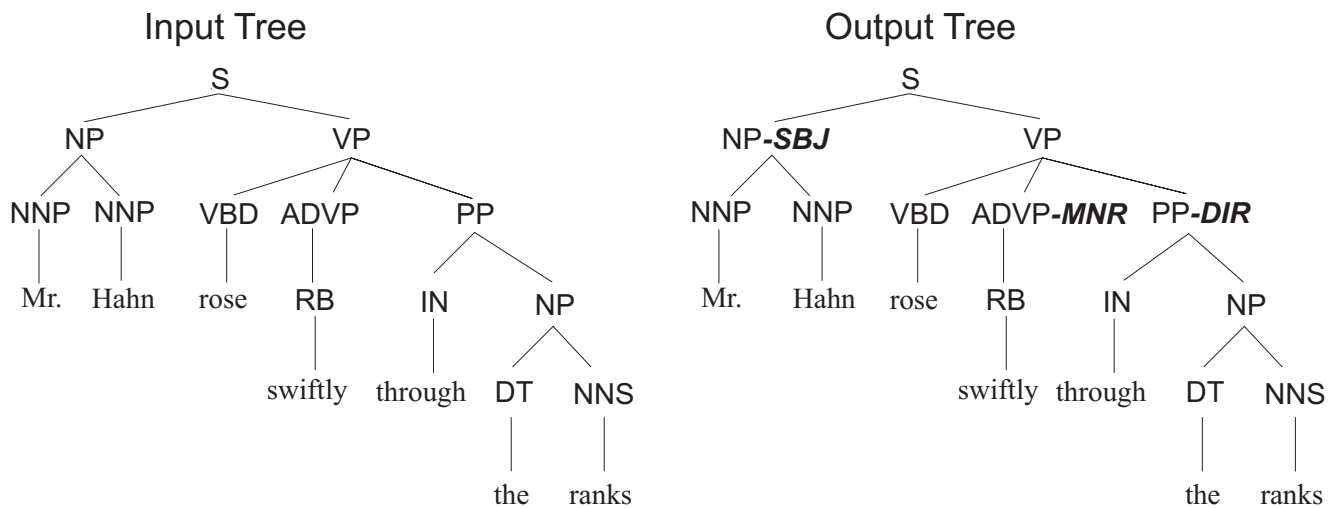 Input Tree Output Tree
S S
NP VP NP-SBJ VP
NNP NNP VBD ADVP PP NNP NNP VBD ADVP-MNR PP-DIR
Mr. Hahn rose RB IN NP Mr. Hahn rose RB IN NP
swiftly through DT NNS swiftly through DT NNS
the ranks the ranks